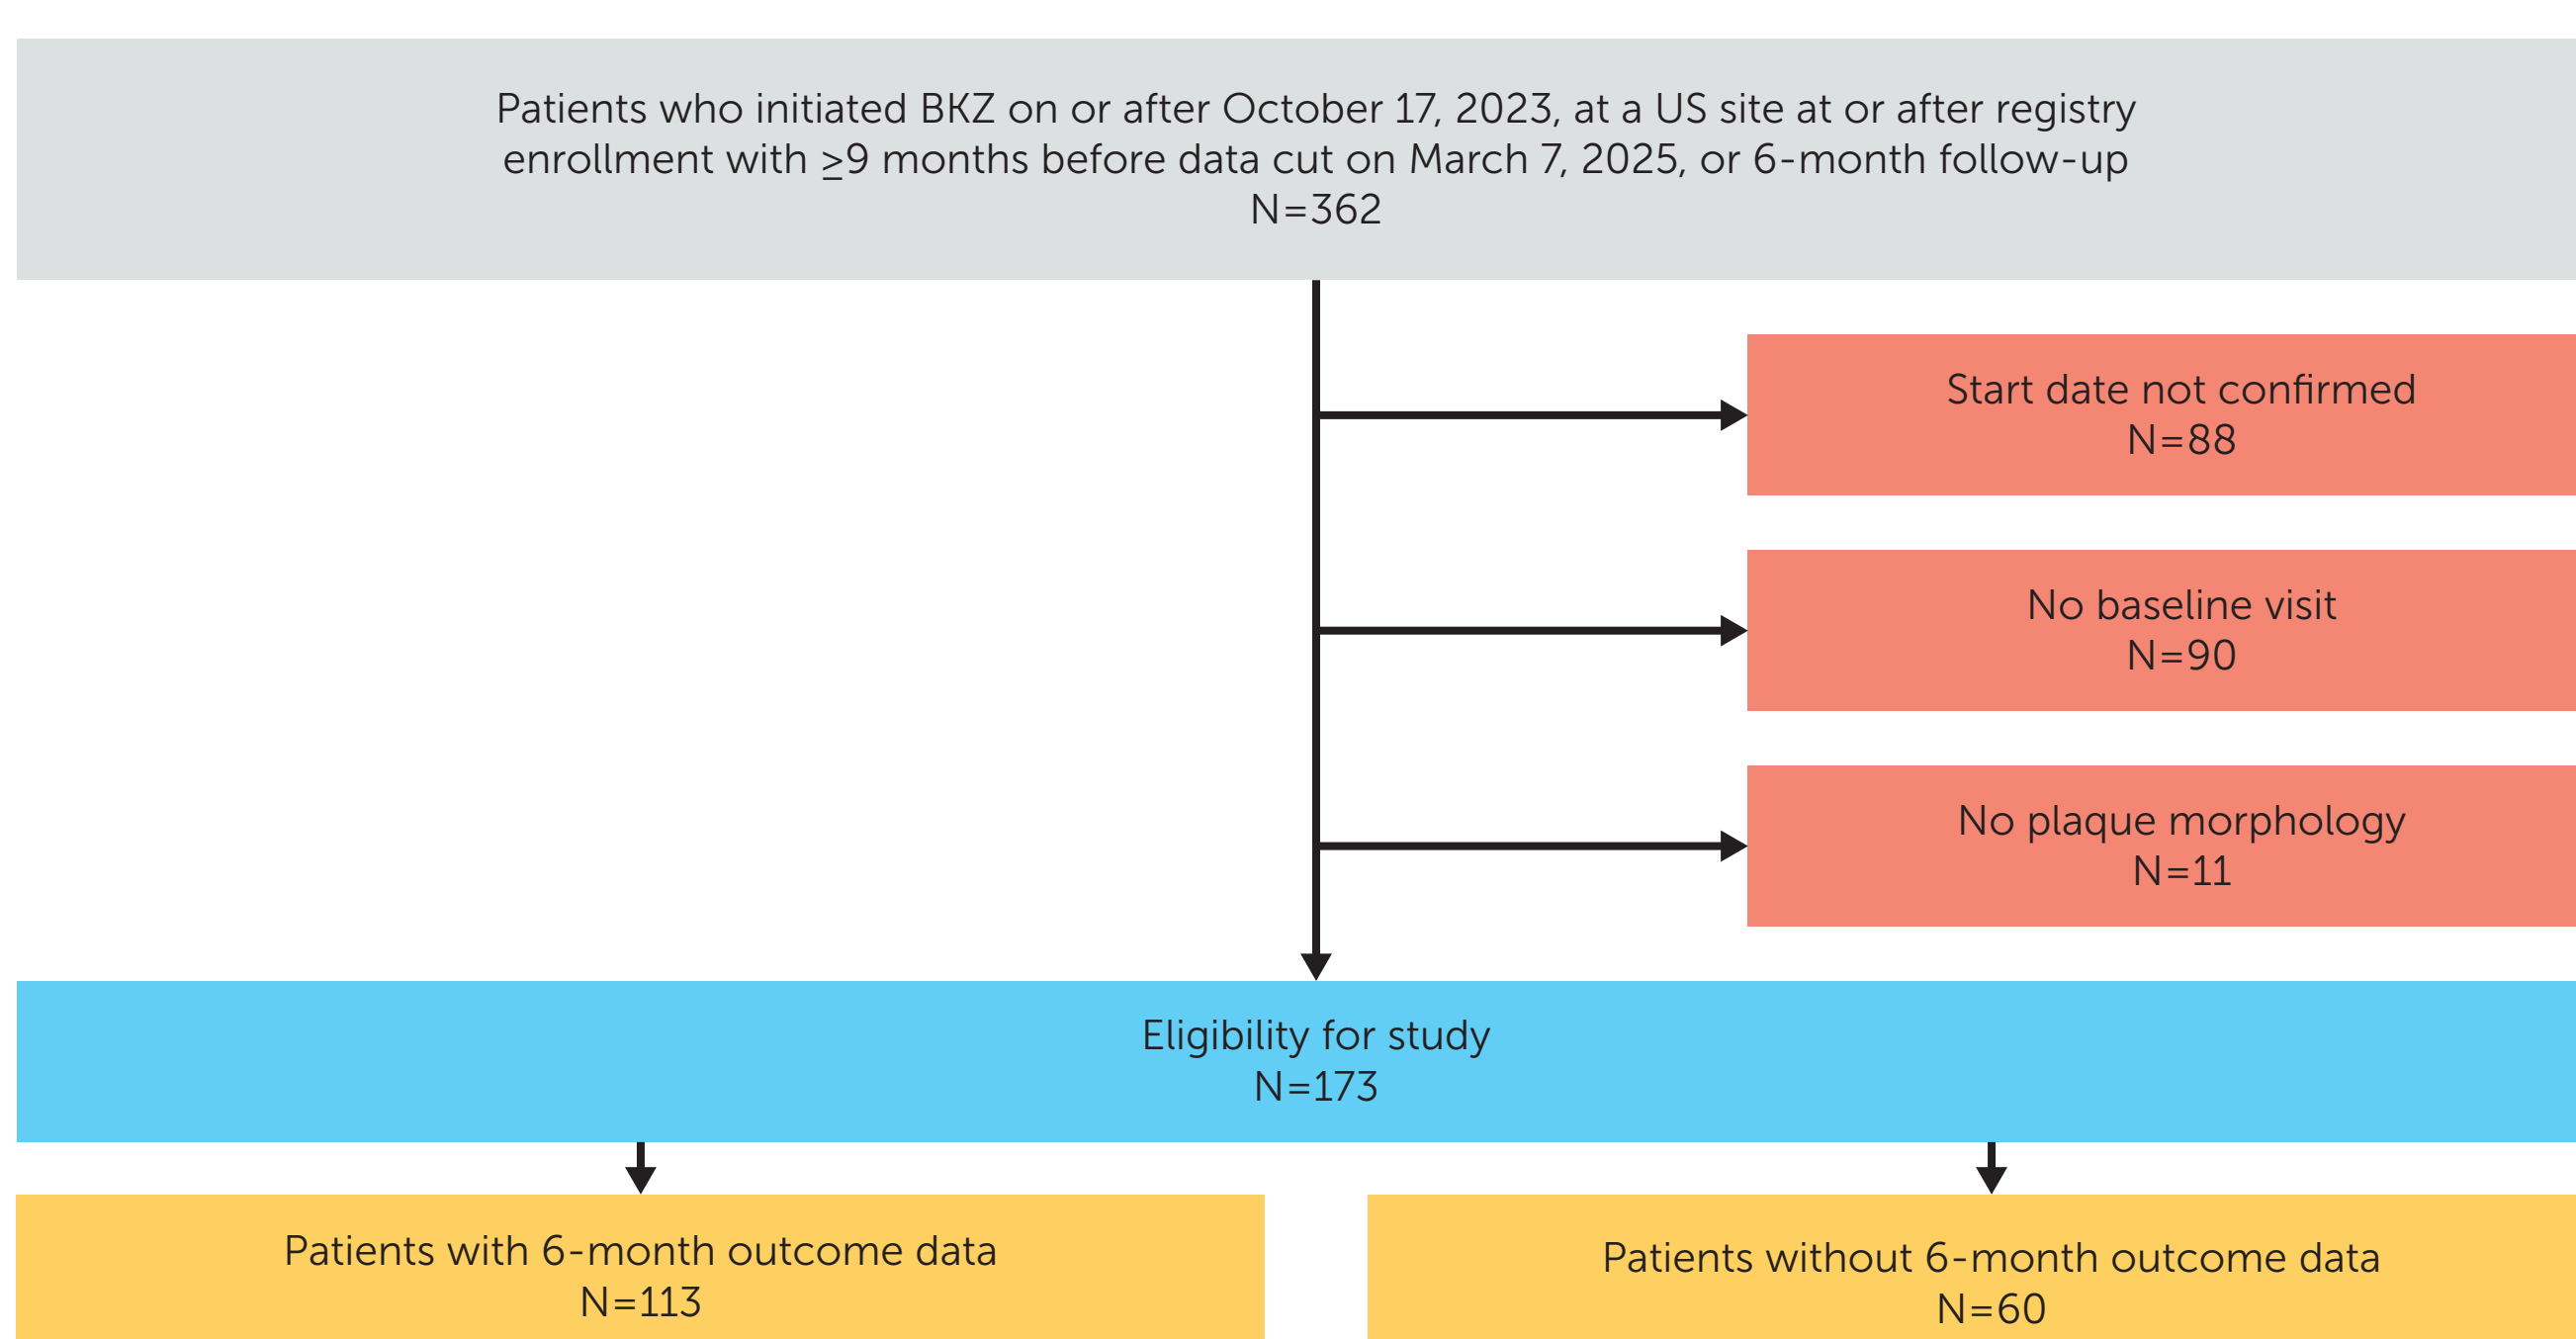 Patients who initiated BKZ on or after October 17, 2023, at a US site at or after registry
enrollment with ≥9 months before data cut on March 7, 2025, or 6-month follow-up
N=362
Start date not confirmed
N=88
No baseline visit
N=90
No plaque morphology
N=11
Eligibility for study
N=173
Patients with 6-month outcome data
N=113
Patients without 6-month outcome data
N=60